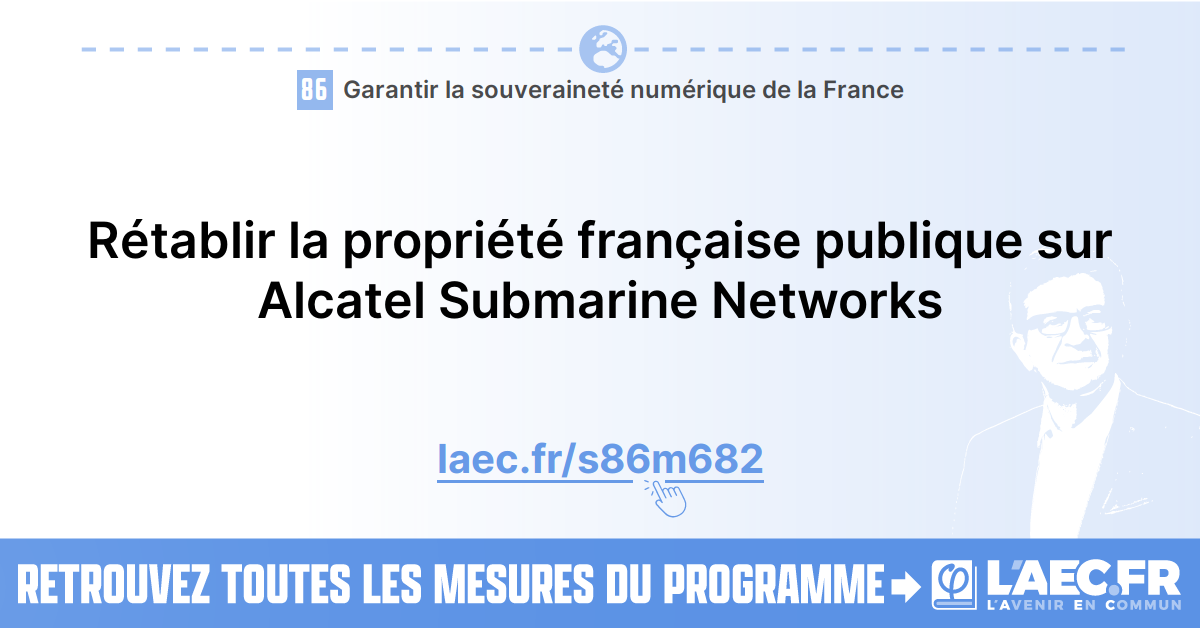 86 Garantir la souveraineté numérique de la France
Rétablir la propriété française publique sur
Alcatel Submarine Networks
laec.fr/s86m682
RETROUVEZ TOUTES LES MESURES DU PROGRAMME
φ L'AEC.FR
L'AVENIR EN COMMUN